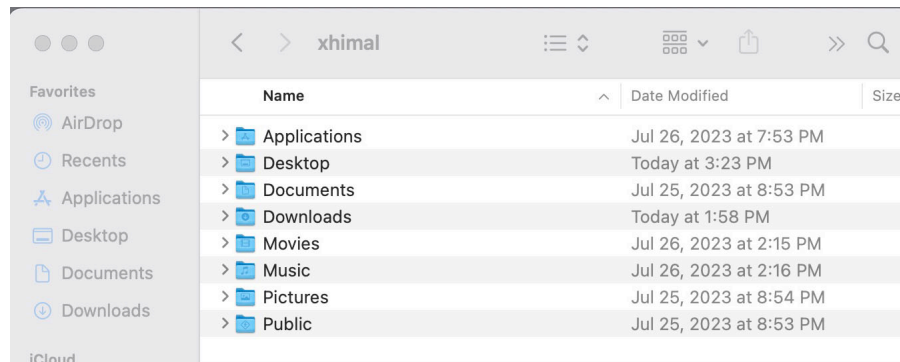 xhimal
Favorites
AirDrop
Recents
Applications
Desktop
Documents
Downloads
iCloud
Name Date Modified Size
Applications Jul 26, 2023 at 7:53 PM
Desktop Today at 3:23 PM
Documents Jul 25, 2023 at 8:53 PM
Downloads Today at 1:58 PM
Movies Jul 26, 2023 at 2:15 PM
Music Jul 26, 2023 at 2:16 PM
Pictures Jul 25, 2023 at 8:54 PM
Public Jul 25, 2023 at 8:53 PM